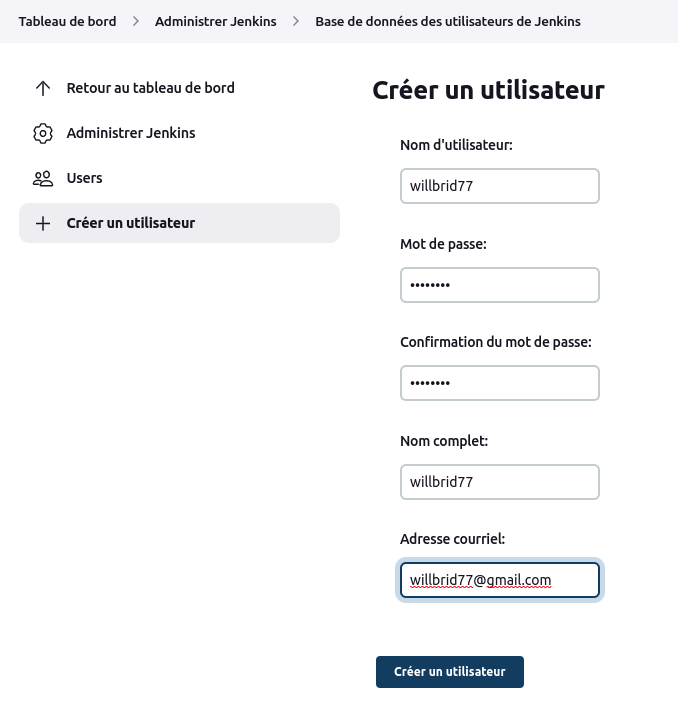 Tableau de bord > Administrer Jenkins > Base de données des utilisateurs de Jenkins
Retour au tableau de bord
Administrer Jenkins
Users
Créer un utilisateur
Créer un utilisateur
Nom d'utilisateur:
willbrid77
Mot de passe:
••••••••
Confirmation du mot de passe:
••••••••
Nom complet:
willbrid77
Adresse courriel:
willbrid77@gmail.com
Créer un utilisateur